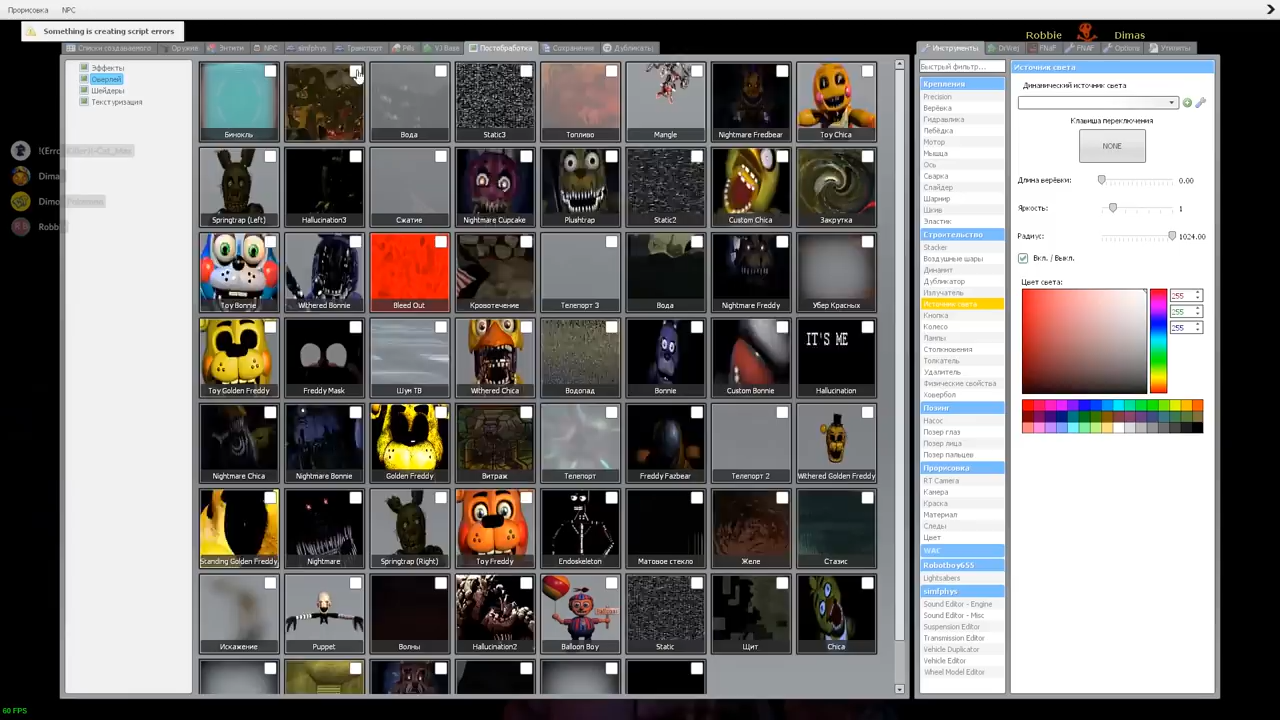 Прорисовка NPC
Something is creating script errors
Robbie Dimas
Списки создаваемого Оружие Энтити NPC simfphys Транспорт Pills VJ Base Постобработка Сохранение Дубликаты
Инструменты DrVrej FNaF FNAF Options Утилиты
Эффекты
Оверлей
Шейдеры
Текстуризация
Dima
Robb
Бинокль
Вода Static3 Топливо Mangle Nightmare Fredbear Toy Chica
Springtrap (Left) Hallucination3 Сжатие Nightmare Cupcake Plushtrap Static2 Custom Chica Закрутка
Toy Bonnie Withered Bonnie Bleed Out Кровотечение Телепорт 3 Вода Nightmare Freddy Убер Красных
Toy Golden Freddy Freddy Mask Шум ТВ Withered Chica Водопад Bonnie Custom Bonnie Hallucination
IT'S ME
Nightmare Chica Nightmare Bonnie Golden Freddy Витраж Телепорт Freddy Fazbear Телепорт 2 Withered Golden Freddy
Standing Golden Freddy Nightmare Springtrap (Right) Toy Freddy Endoskeleton Матовое стекло Желе Стазис
Искажение Puppet Волны Hallucination2 Balloon Boy Static Щит Chica
Быстрый фильтр...
Крепления
Precision
Верёвка
Гидравлика
Лебёдка
Мотор
Мышца
Ось
Сварка
Слайдер
Шарнир
Шкив
Эластик
Строительство
Stacker
Воздушные шары
Динамит
Дубликатор
Излучатель
Источник света
Кнопка
Колесо
Лампы
Столкновения
Толкатель
Удалитель
Физические свойства
Ховербол
Позинг
Насос
Позер глаз
Позер лица
Позер пальцев
Прорисовка
RT Camera
Камера
Краска
Материал
Следы
Цвет
WAC
Robotboy655
Lightsabers
simfphys
Sound Editor - Engine
Sound Editor - Misc
Suspension Editor
Transmission Editor
Vehicle Duplicator
Vehicle Editor
Wheel Model Editor
Источник света
Динамический источник света
Клавиша переключения
NONE
Длина верёвки: 0.00
Яркость: 1
Радиус: 1024.00
Вкл. / Выкл.
Цвет света:
255
255
255
60 FPS